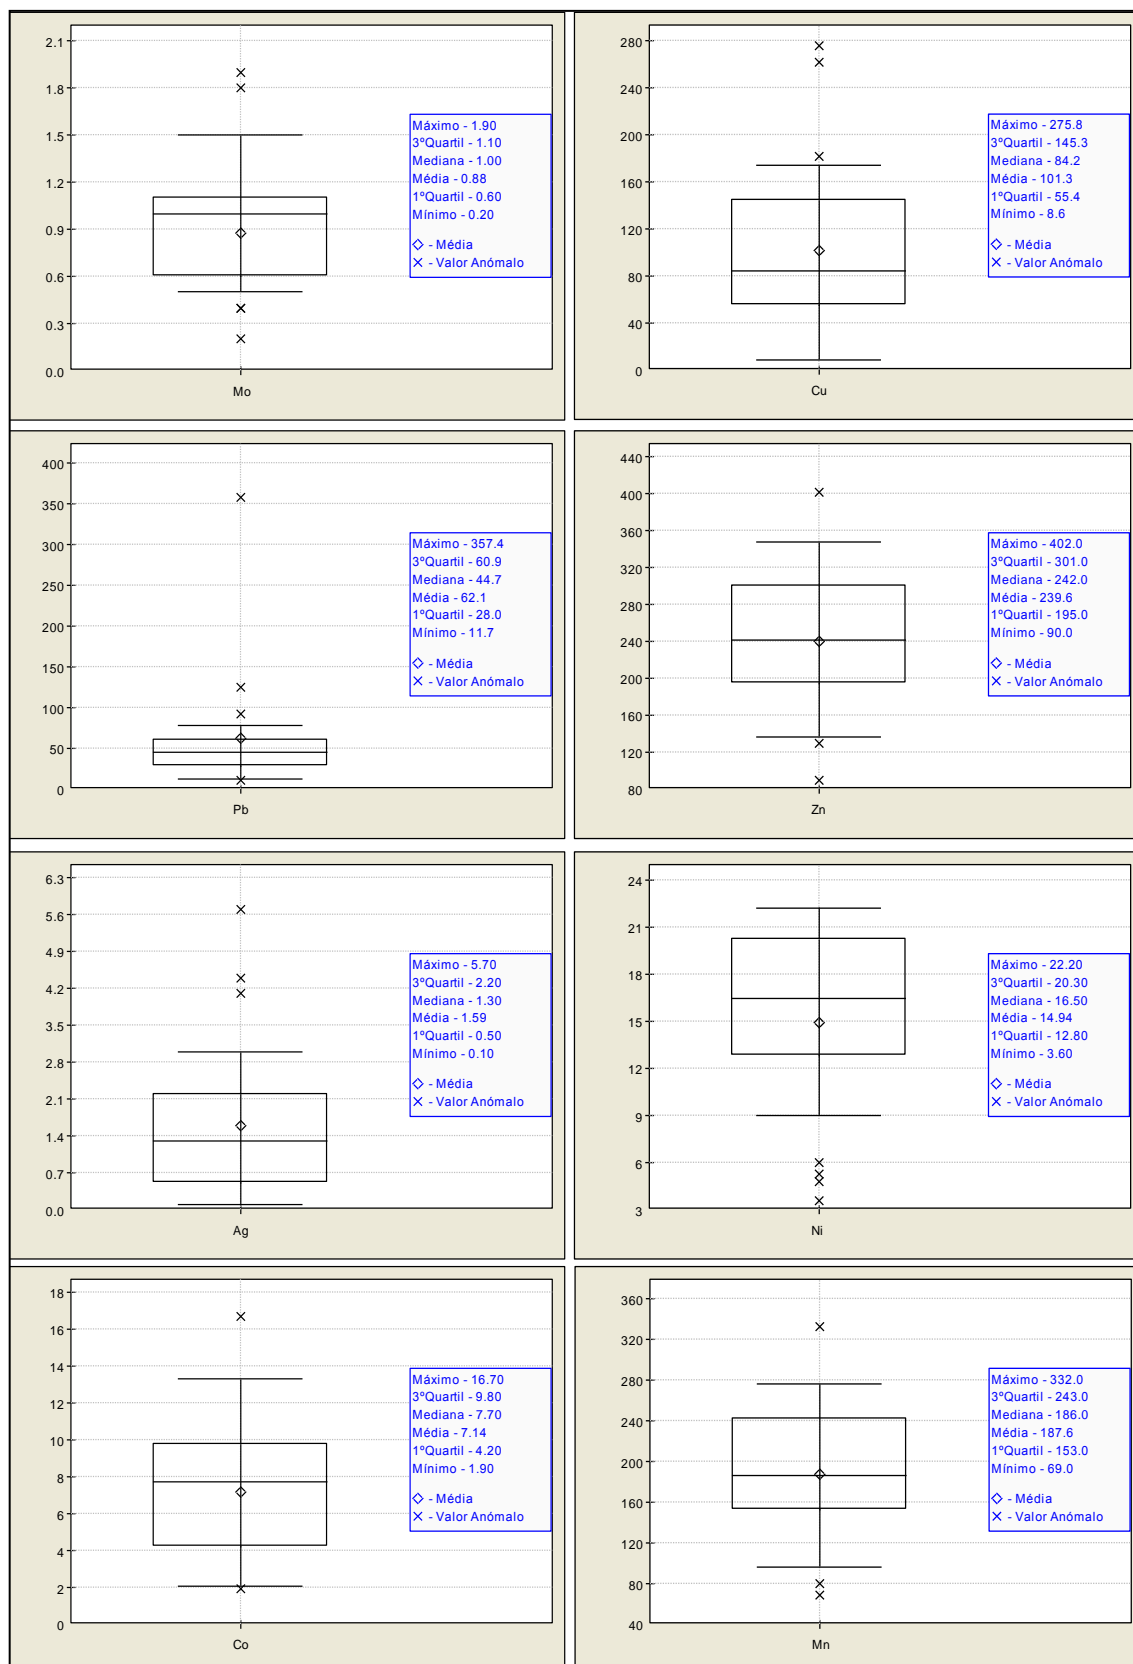 2.1
1.8
1.5
1.2
0.9
0.6
0.3
0.0
Mo
Máximo - 1.90
3ºQuartil - 1.10
Mediana - 1.00
Média - 0.88
1ºQuartil - 0.60
Mínimo - 0.20
- Média
- Valor Anómalo
280
240
200
160
120
80
40
0
Cu
Máximo - 275.8
3ºQuartil - 145.3
Mediana - 84.2
Média - 101.3
1ºQuartil - 55.4
Mínimo - 8.6
- Média
- Valor Anómalo
400
350
300
250
200
150
100
50
0
Pb
Máximo - 357.4
3ºQuartil - 60.9
Mediana - 44.7
Média - 62.1
1ºQuartil - 28.0
Mínimo - 11.7
- Média
- Valor Anómalo
440
400
360
320
280
240
200
160
120
80
Zn
Máximo - 402.0
3ºQuartil - 301.0
Mediana - 242.0
Média - 239.6
1ºQuartil - 195.0
Mínimo - 90.0
- Média
- Valor Anómalo
6.3
5.6
4.9
4.2
3.5
2.8
2.1
1.4
0.7
0.0
Ag
Máximo - 5.70
3ºQuartil - 2.20
Mediana - 1.30
Média - 1.59
1ºQuartil - 0.50
Mínimo - 0.10
- Média
- Valor Anómalo
24
21
18
15
12
9
6
3
Ni
Máximo - 22.20
3ºQuartil - 20.30
Mediana - 16.50
Média - 14.94
1ºQuartil - 12.80
Mínimo - 3.60
- Média
- Valor Anómalo
18
16
14
12
10
8
6
4
2
0
Co
Máximo - 16.70
3ºQuartil - 9.80
Mediana - 7.70
Média - 7.14
1ºQuartil - 4.20
Mínimo - 1.90
- Média
- Valor Anómalo
360
320
280
240
200
160
120
80
40
Mn
Máximo - 332.0
3ºQuartil - 243.0
Mediana - 186.0
Média - 187.6
1ºQuartil - 153.0
Mínimo - 69.0
- Média
- Valor Anómalo